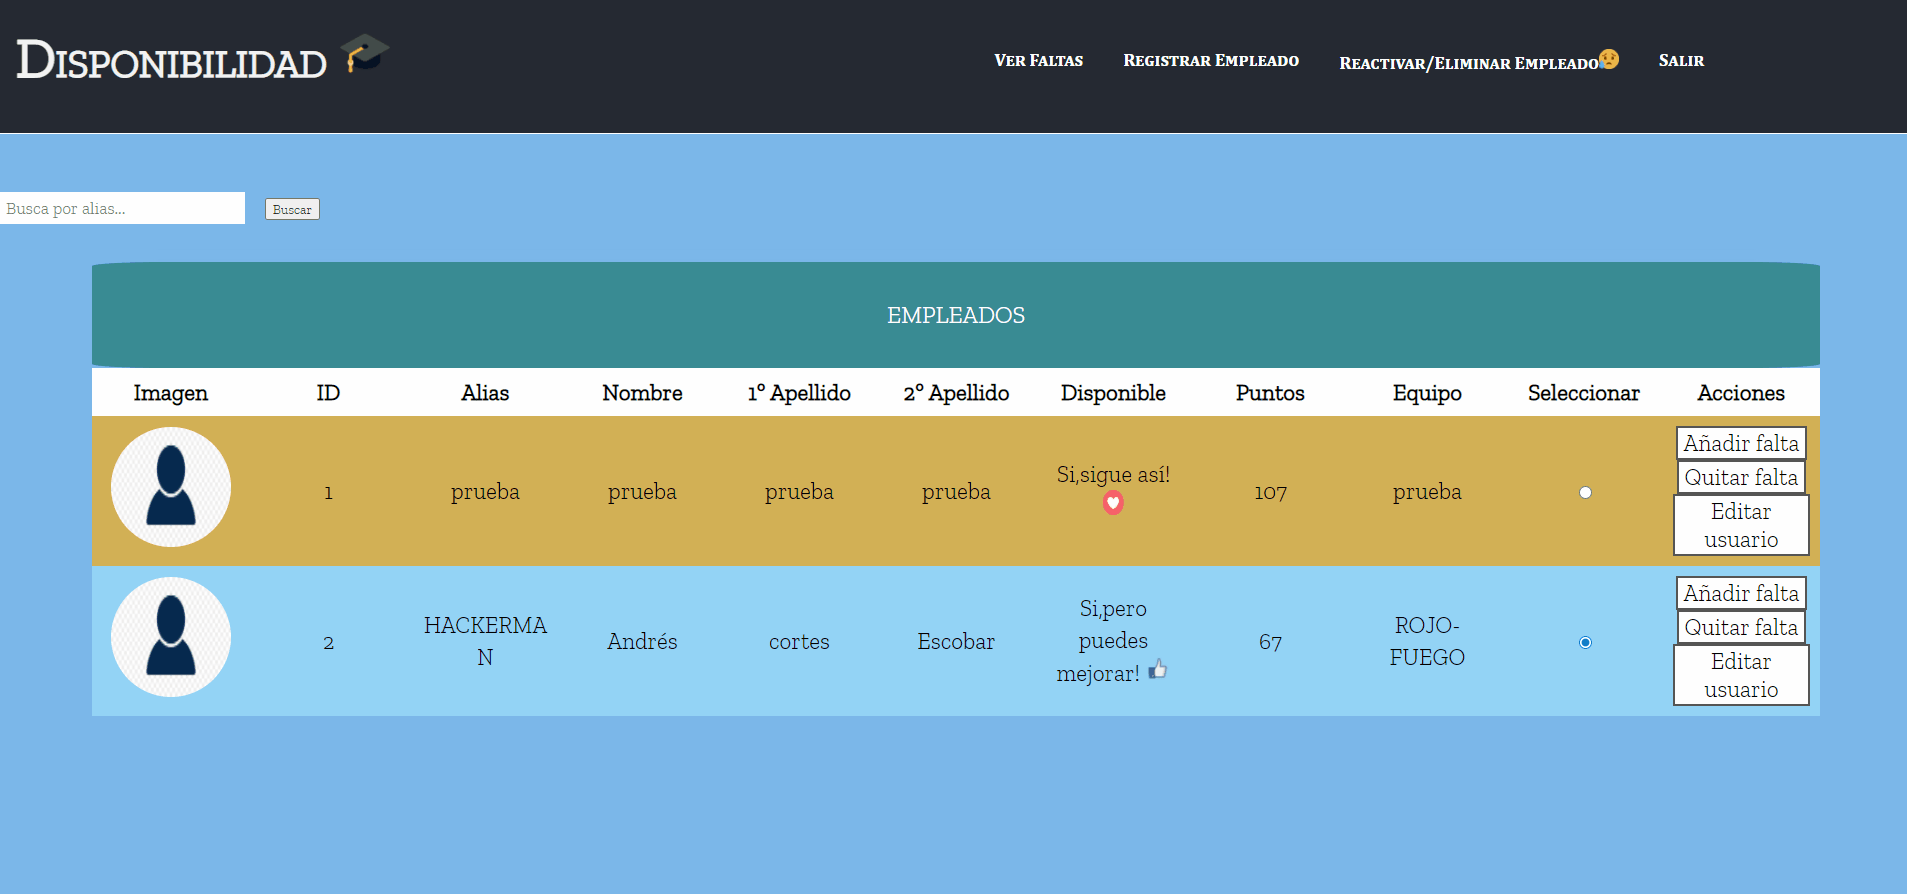 Disponibilidad
Ver Faltas Registrar Empleado Reactivar/Eliminar Empleado Salir
Busca por alias... Buscar
EMPLEADOS
Imagen ID Alias Nombre 1º Apellido 2º Apellido Disponible Puntos Equipo Seleccionar Acciones
1 prueba prueba prueba prueba Si,sigue así! 107 prueba
Añadir falta
Quitar falta
Editar
usuario
2 HACKERMA
N
Andrés cortes Escobar
Si,pero
puedes
mejorar!
67
ROJO-
FUEGO
Añadir falta
Quitar falta
Editar
usuario